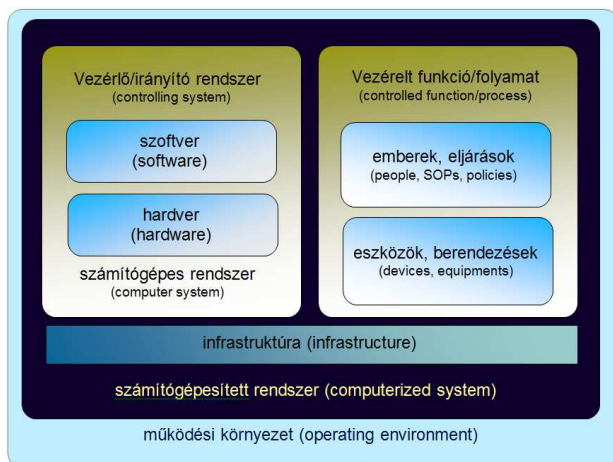 Vezérlő/irányító rendszer
(controlling system)
szoftver
(software)
hardver
(hardware)
számítógépes rendszer
(computer system)
Vezérelt funkció/folyamat
(controlled function/process)
emberek, eljárások
(people, SOPs, policies)
eszközök, berendezések
(devices, equipments)
infrastruktúra (infrastructure)
számítógépesített rendszer (computerized system)
működési környezet (operating environment)